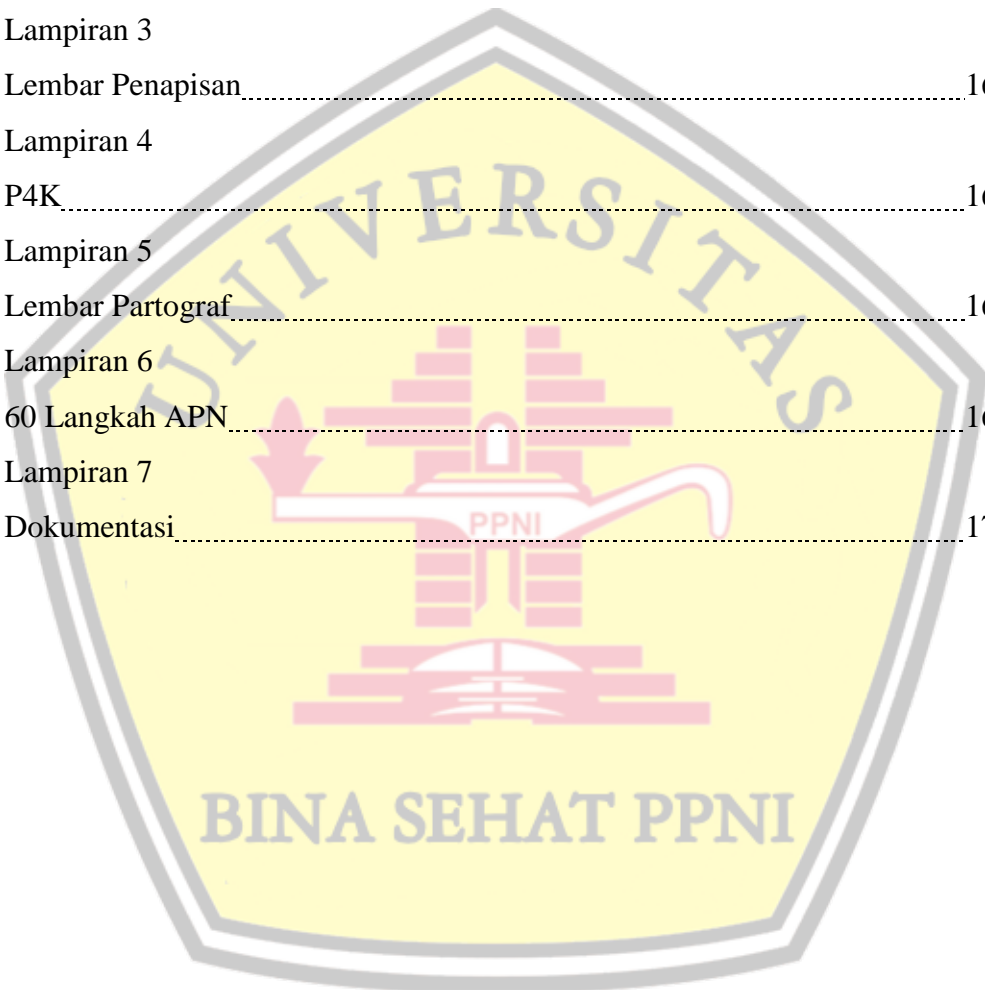 Lampiran 3
Lembar Penapisan
Lampiran 4
P4K
Lampiran 5
Lembar Partograf
Lampiran 6
60 Langkah APN
Lampiran 7
Dokumentasi
UNIVERSITAS
PPNI
BINA SEHAT PPNI